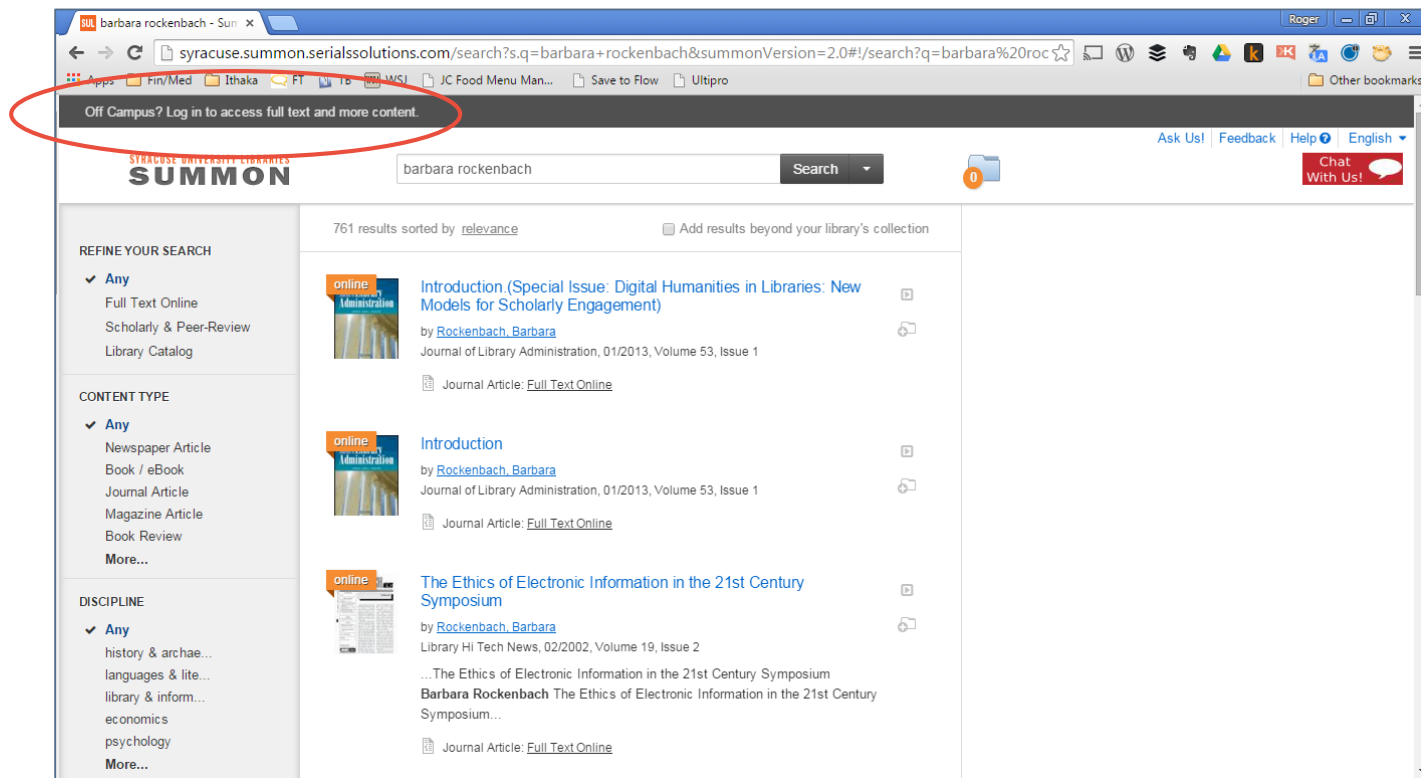 SUL barbara rockenbach - Sum
Roger
syracuse.summon.serialssolutions.com/search?s.q=barbara+rockenbach&summonVersion=2.0#!/search?q=barbara%20roc
Apps Fin/Med Ithaka FT TB WSJ JC Food Menu Man... Save to Flow Ultipro Other bookmarks
Off Campus? Log in to access full text and more content.
Ask Us! Feedback Help English
SYRACUSE UNIVERSITY LIBRARIES
SUMMON
barbara rockenbach
Search
0
Chat
With Us!
761 results sorted by relevance
Add results beyond your library's collection
REFINE YOUR SEARCH
Any
Full Text Online
Scholarly & Peer-Review
Library Catalog
CONTENT TYPE
Any
Newspaper Article
Book / eBook
Journal Article
Magazine Article
Book Review
More...
DISCIPLINE
Any
history & archae...
languages & lite...
library & inform...
economics
psychology
More...
online
Administration
Introduction.(Special Issue: Digital Humanities in Libraries: New
Models for Scholarly Engagement)
by Rockenbach, Barbara
Journal of Library Administration, 01/2013, Volume 53, Issue 1
Journal Article: Full Text Online
online
Administration
Introduction
by Rockenbach, Barbara
Journal of Library Administration, 01/2013, Volume 53, Issue 1
Journal Article: Full Text Online
online
The Ethics of Electronic Information in the 21st Century
Symposium
by Rockenbach, Barbara
Library Hi Tech News, 02/2002, Volume 19, Issue 2
...The Ethics of Electronic Information in the 21st Century Symposium
Barbara Rockenbach The Ethics of Electronic Information in the 21st Century
Symposium...
Journal Article: Full Text Online